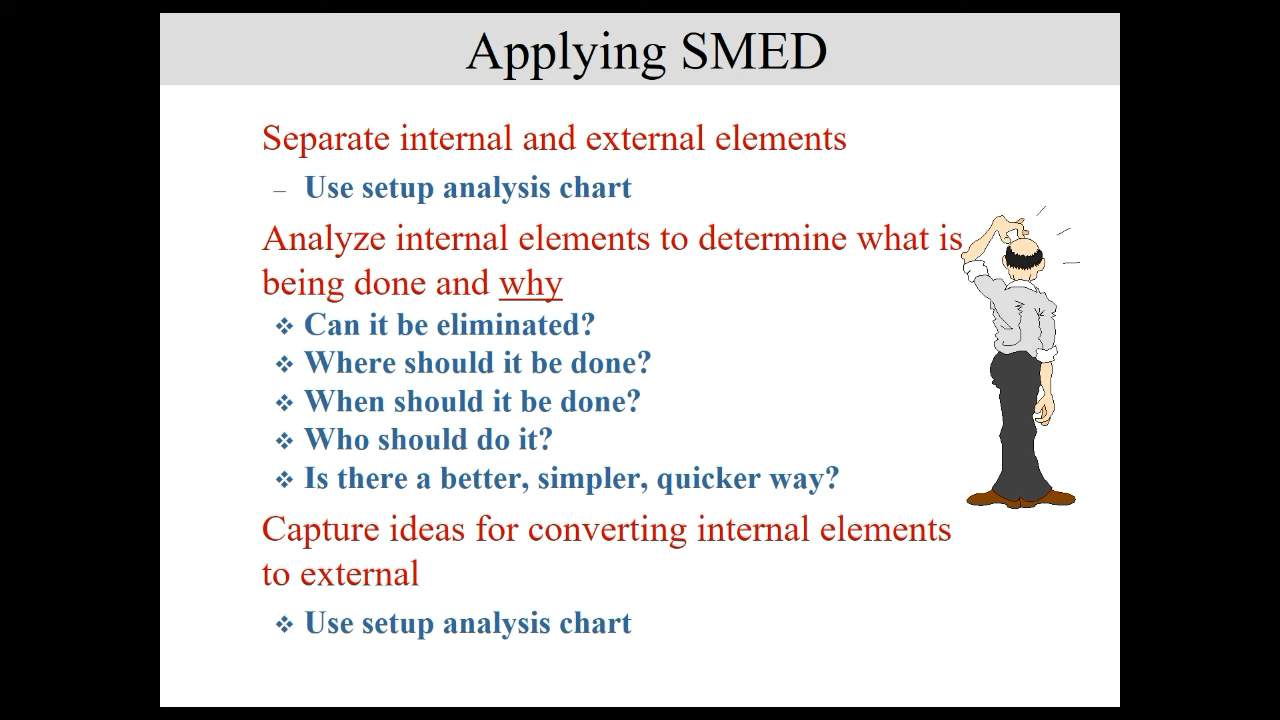 Applying SMED
Separate internal and external elements
– Use setup analysis chart
Analyze internal elements to determine what is
being done and why
❖ Can it be eliminated?
❖ Where should it be done?
❖ When should it be done?
❖ Who should do it?
❖ Is there a better, simpler, quicker way?
Capture ideas for converting internal elements
to external
❖ Use setup analysis chart